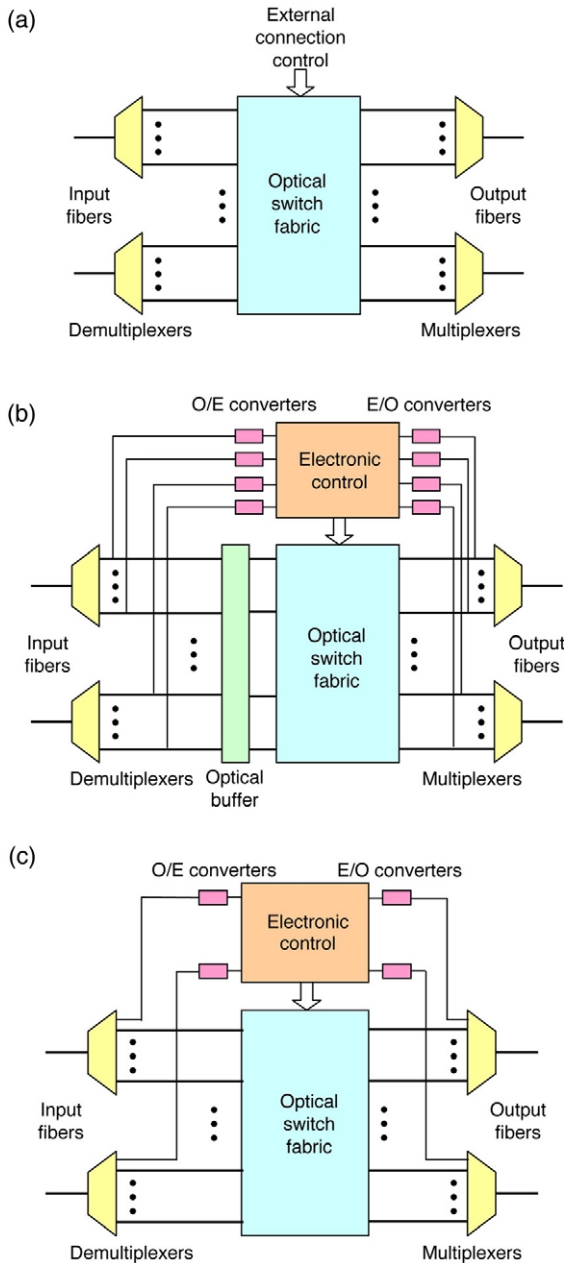 (a)
External
connection
control
Input
fibers
Optical
switch
fabric
Output
fibers
Demultiplexers
Multiplexers
(b)
O/E converters
E/O converters
Electronic
control
Input
fibers
Optical
switch
fabric
Output
fibers
Demultiplexers
Optical
buffer
Multiplexers
(c)
O/E converters
E/O converters
Electronic
control
Input
fibers
Optical
switch
fabric
Output
fibers
Demultiplexers
Multiplexers